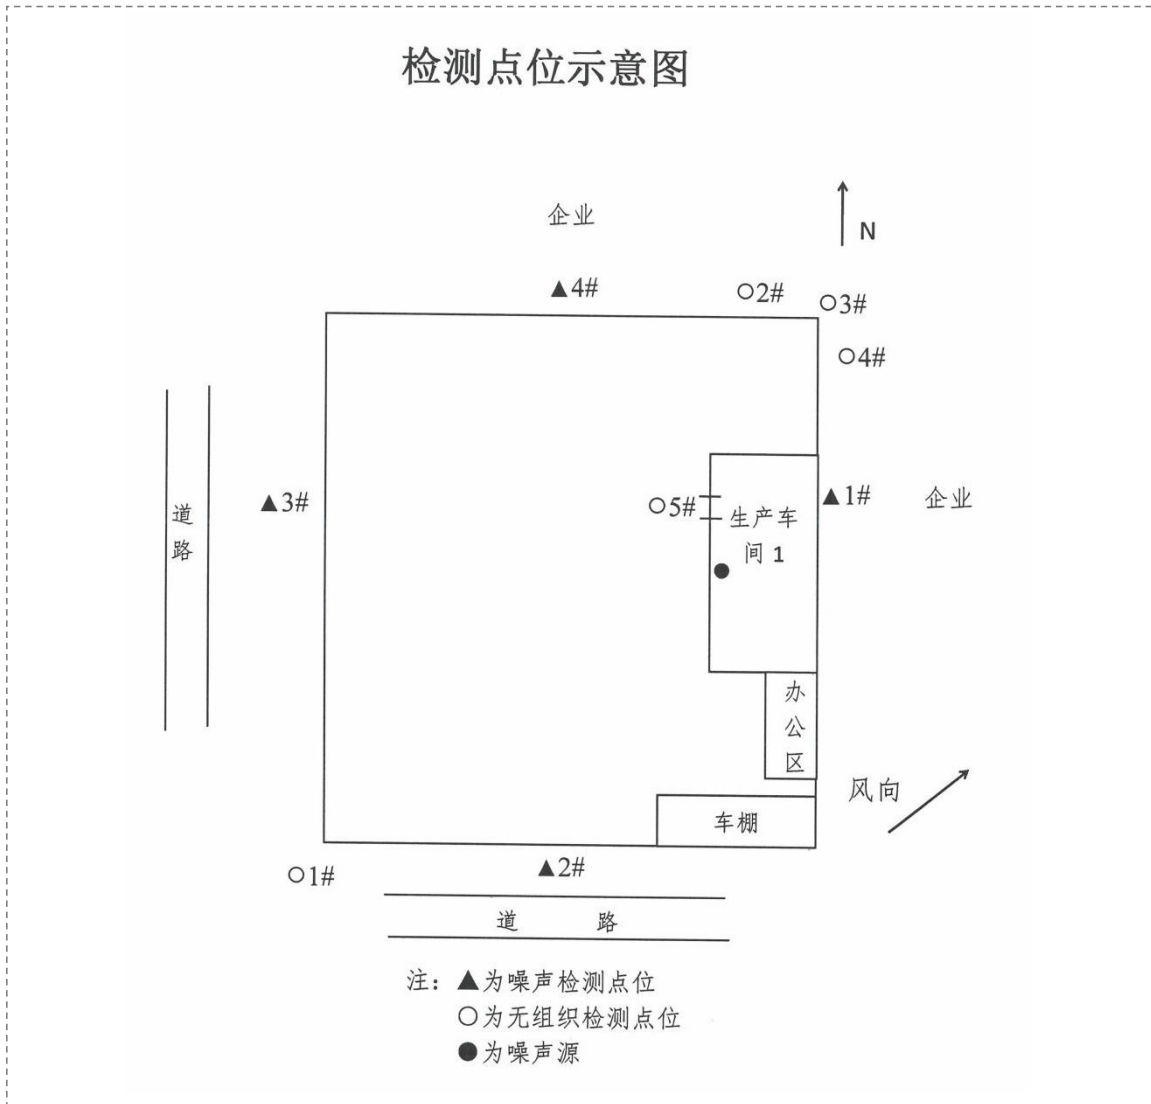 检测点位示意图
企业
N
▲4#
○2#
○3#
○4#
道路
▲3#
○5#
生产车
间 1
▲1#
企业
办公区
风向
车棚
○1#
▲2#
道 路
注：▲为噪声检测点位
○为无组织检测点位
●为噪声源